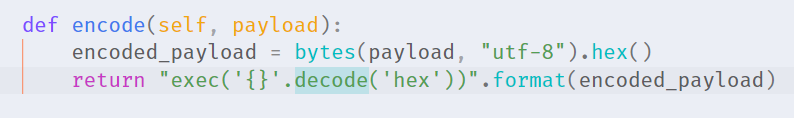 def encode(self, payload):
    encoded_payload = bytes(payload, "utf-8").hex()
    return "exec('{}'.decode('hex'))".format(encoded_payload)